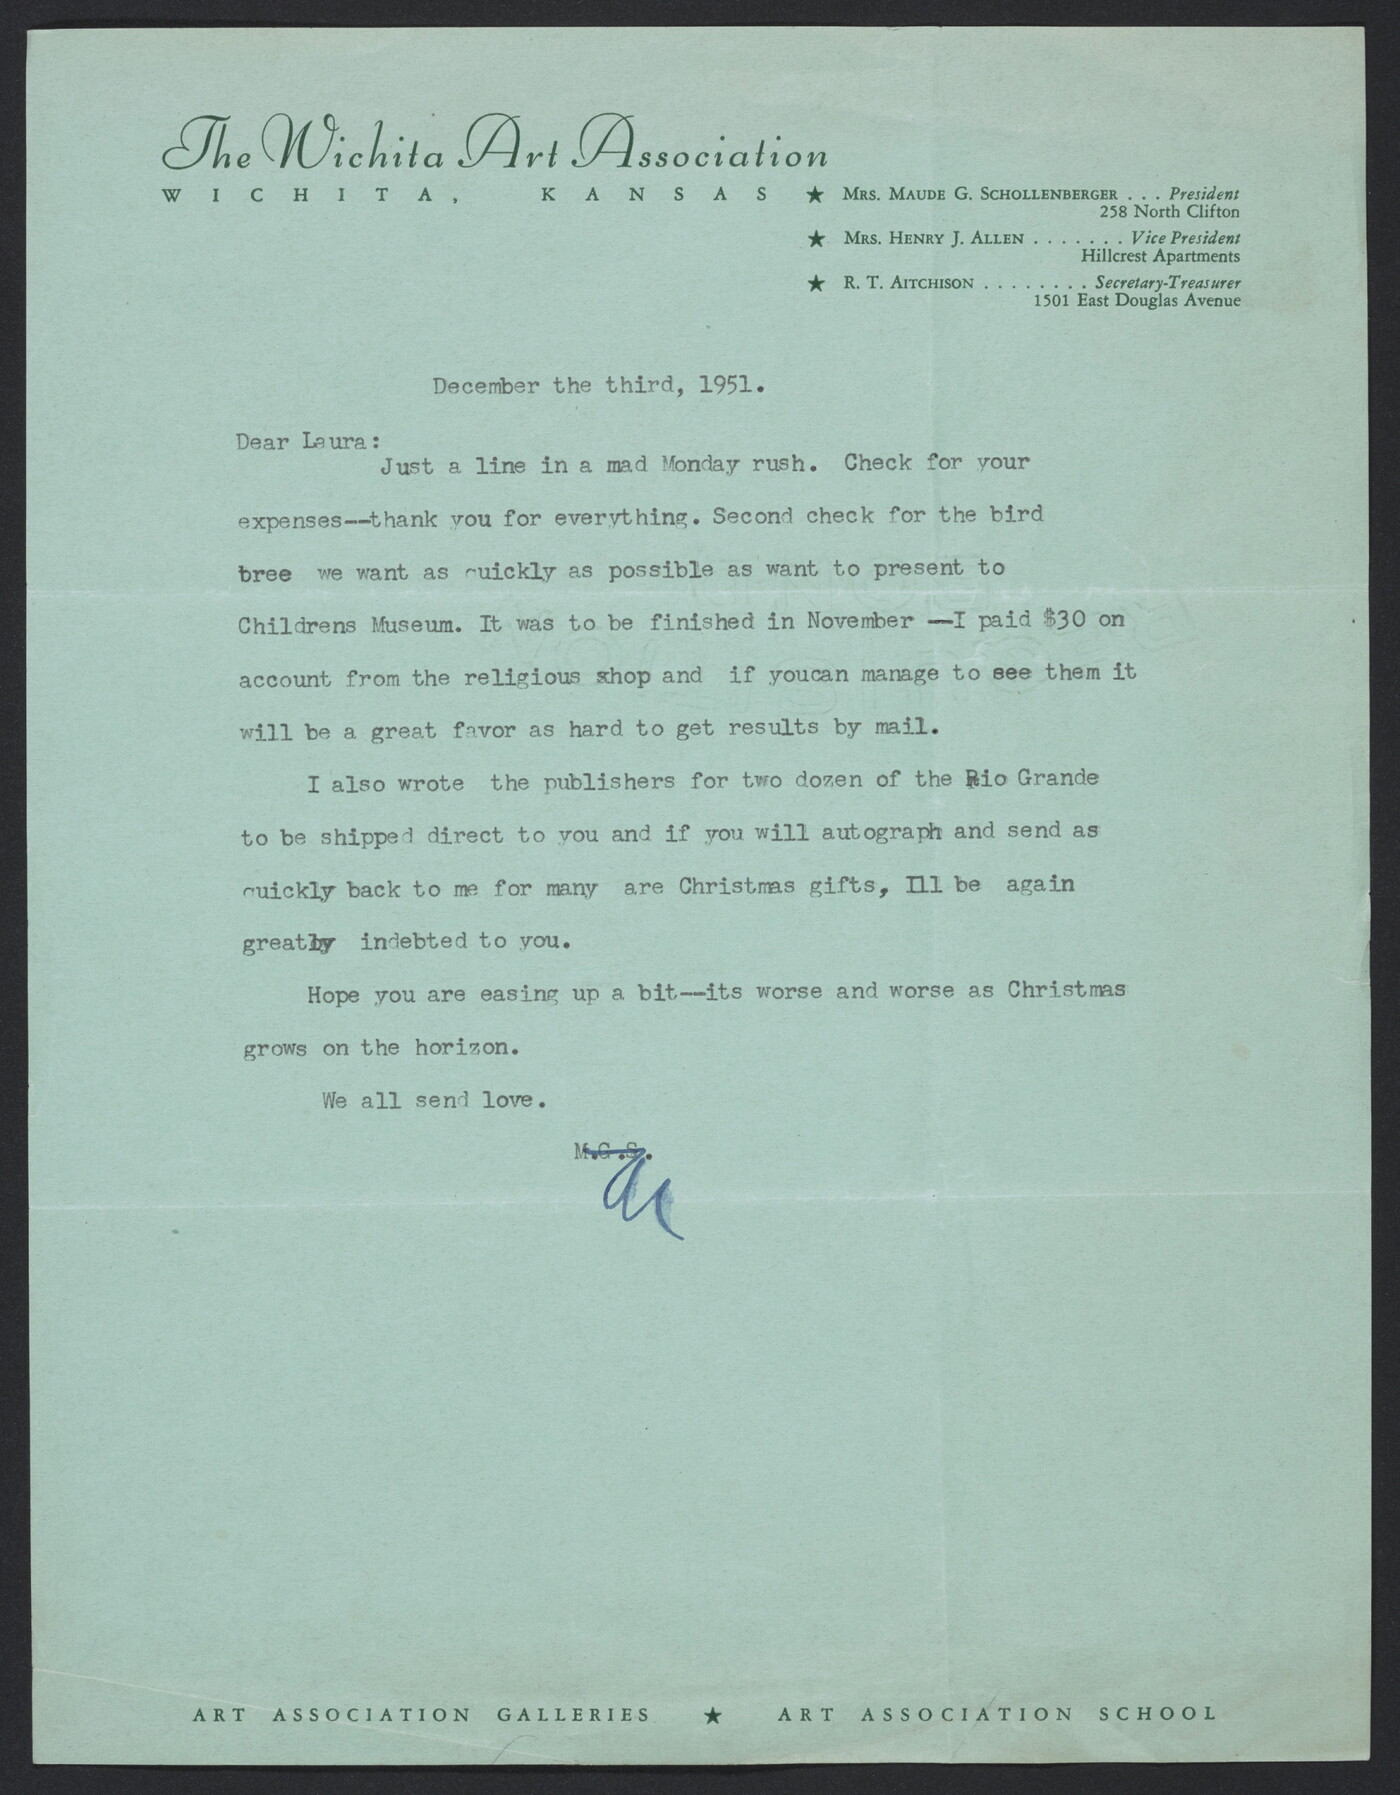 The Wichita Art Association
WICHITA, KANSAS ★ MRS. MAUDE G. SCHOLLENBERGER . . . President
258 North Clifton
★ MRS. HENRY J. ALLEN . . . . . . . Vice President
Hillcrest Apartments
★ R. T. AITCHISON . . . . . . . . Secretary-Treasurer
1501 East Douglas Avenue
December the third, 1951.
Dear Laura:
Just a line in a mad Monday rush. Check for your
expenses--thank you for everything. Second check for the bird
bree we want as quickly as possible as want to present to
Childrens Museum. It was to be finished in November --I paid $30 on
account from the religious shop and if youcan manage to see them it
will be a great favor as hard to get results by mail.
I also wrote the publishers for two dozen of the Rio Grande
to be shipped direct to you and if you will autograph and send as
quickly back to me for many are Christmas gifts, I'll be again
greatly indebted to you.
Hope you are easing up a bit--its worse and worse as Christmas
grows on the horizon.
We all send love.
M.G.S.
ART ASSOCIATION GALLERIES ★ ART ASSOCIATION SCHOOL